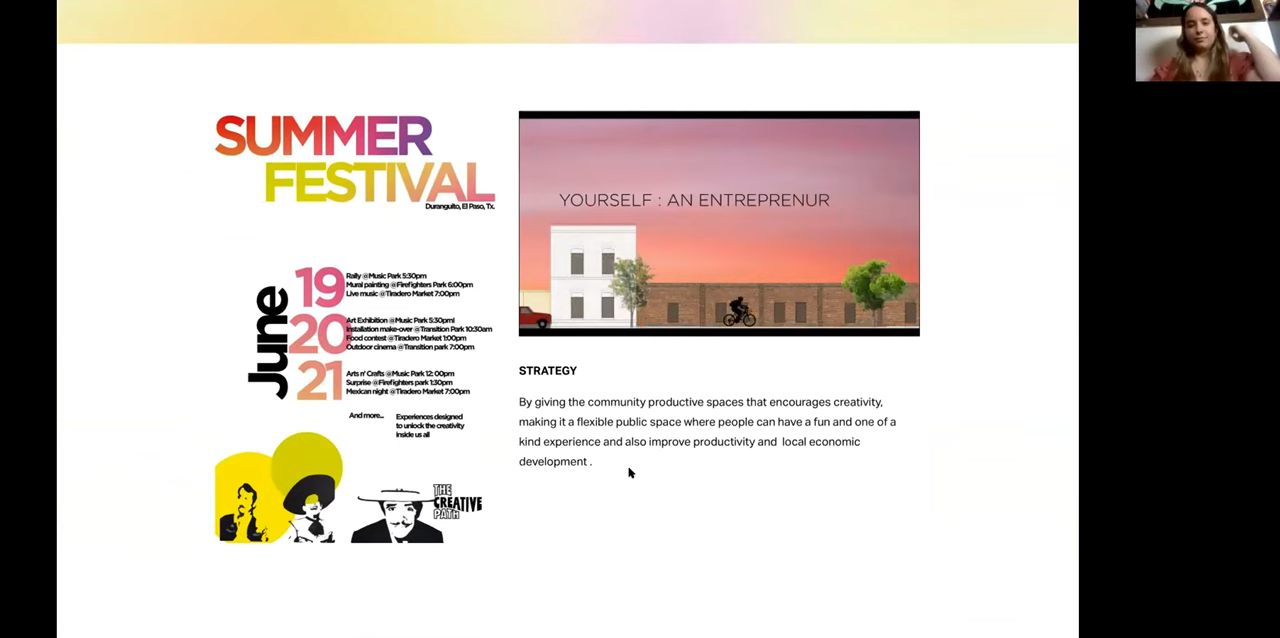 SUMMER
FESTIVAL
Duranguito, El Paso, Tx.
June
19
Rally @Music Park 5:30pm
Mural painting @Firefighters Park 6:00pm
Live music @Tiradero Market 7:00pm
20
Art Exhibition @Music Park 5:30pml
Installation make-over @Transition Park 10:30am
Food contest @Tiradero Market 1:00pm
Outdoor cinema @Transition park 7:00pm
21
Arts n' Crafts @Music Park 12: 00pm
Surprise @Firefighters park 1:30pm
Mexican night @Tiradero Market 7:00pm
And more...
Experiences designed
to unlock the creativity
inside us all
THE
CREATIVE
PATH
YOURSELF : AN ENTREPRENUR
STRATEGY
By giving the community productive spaces that encourages creativity,
making it a flexible public space where people can have a fun and one of a
kind experience and also improve productivity and local economic
development .